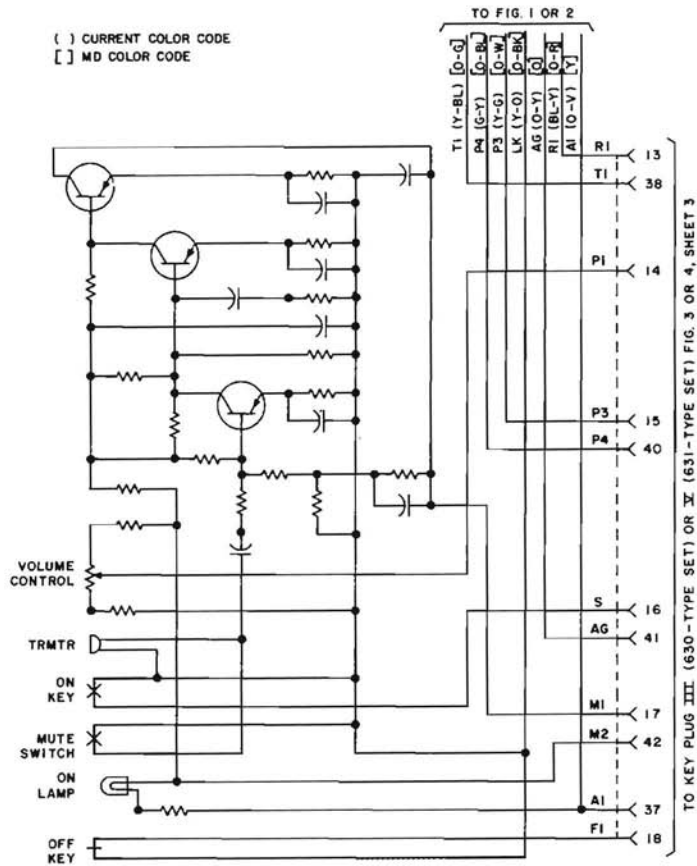 TO FIG. 1 OR 2
( ) CURRENT COLOR CODE
[ ] MD COLOR CODE
T1 (Y-BL) [O-G]
P4 (G-Y) [O-BL]
P3 (Y-G) [O-W]
LK (Y-O) [O-BK]
AG (O-Y) [O]
R1 (BL-Y) [O-R]
A1 (O-V) [Y]
R1 13
T1 38
P1 14
P3 15
P4 40
VOLUME
CONTROL
S 16
TRMTR
AG 41
ON
KEY
M1 17
MUTE
SWITCH
M2 42
ON
LAMP
A1 37
F1 18
OFF
KEY
TO KEY PLUG III (630-TYPE SET) OR V (631-TYPE SET) FIG. 3 OR 4, SHEET 3